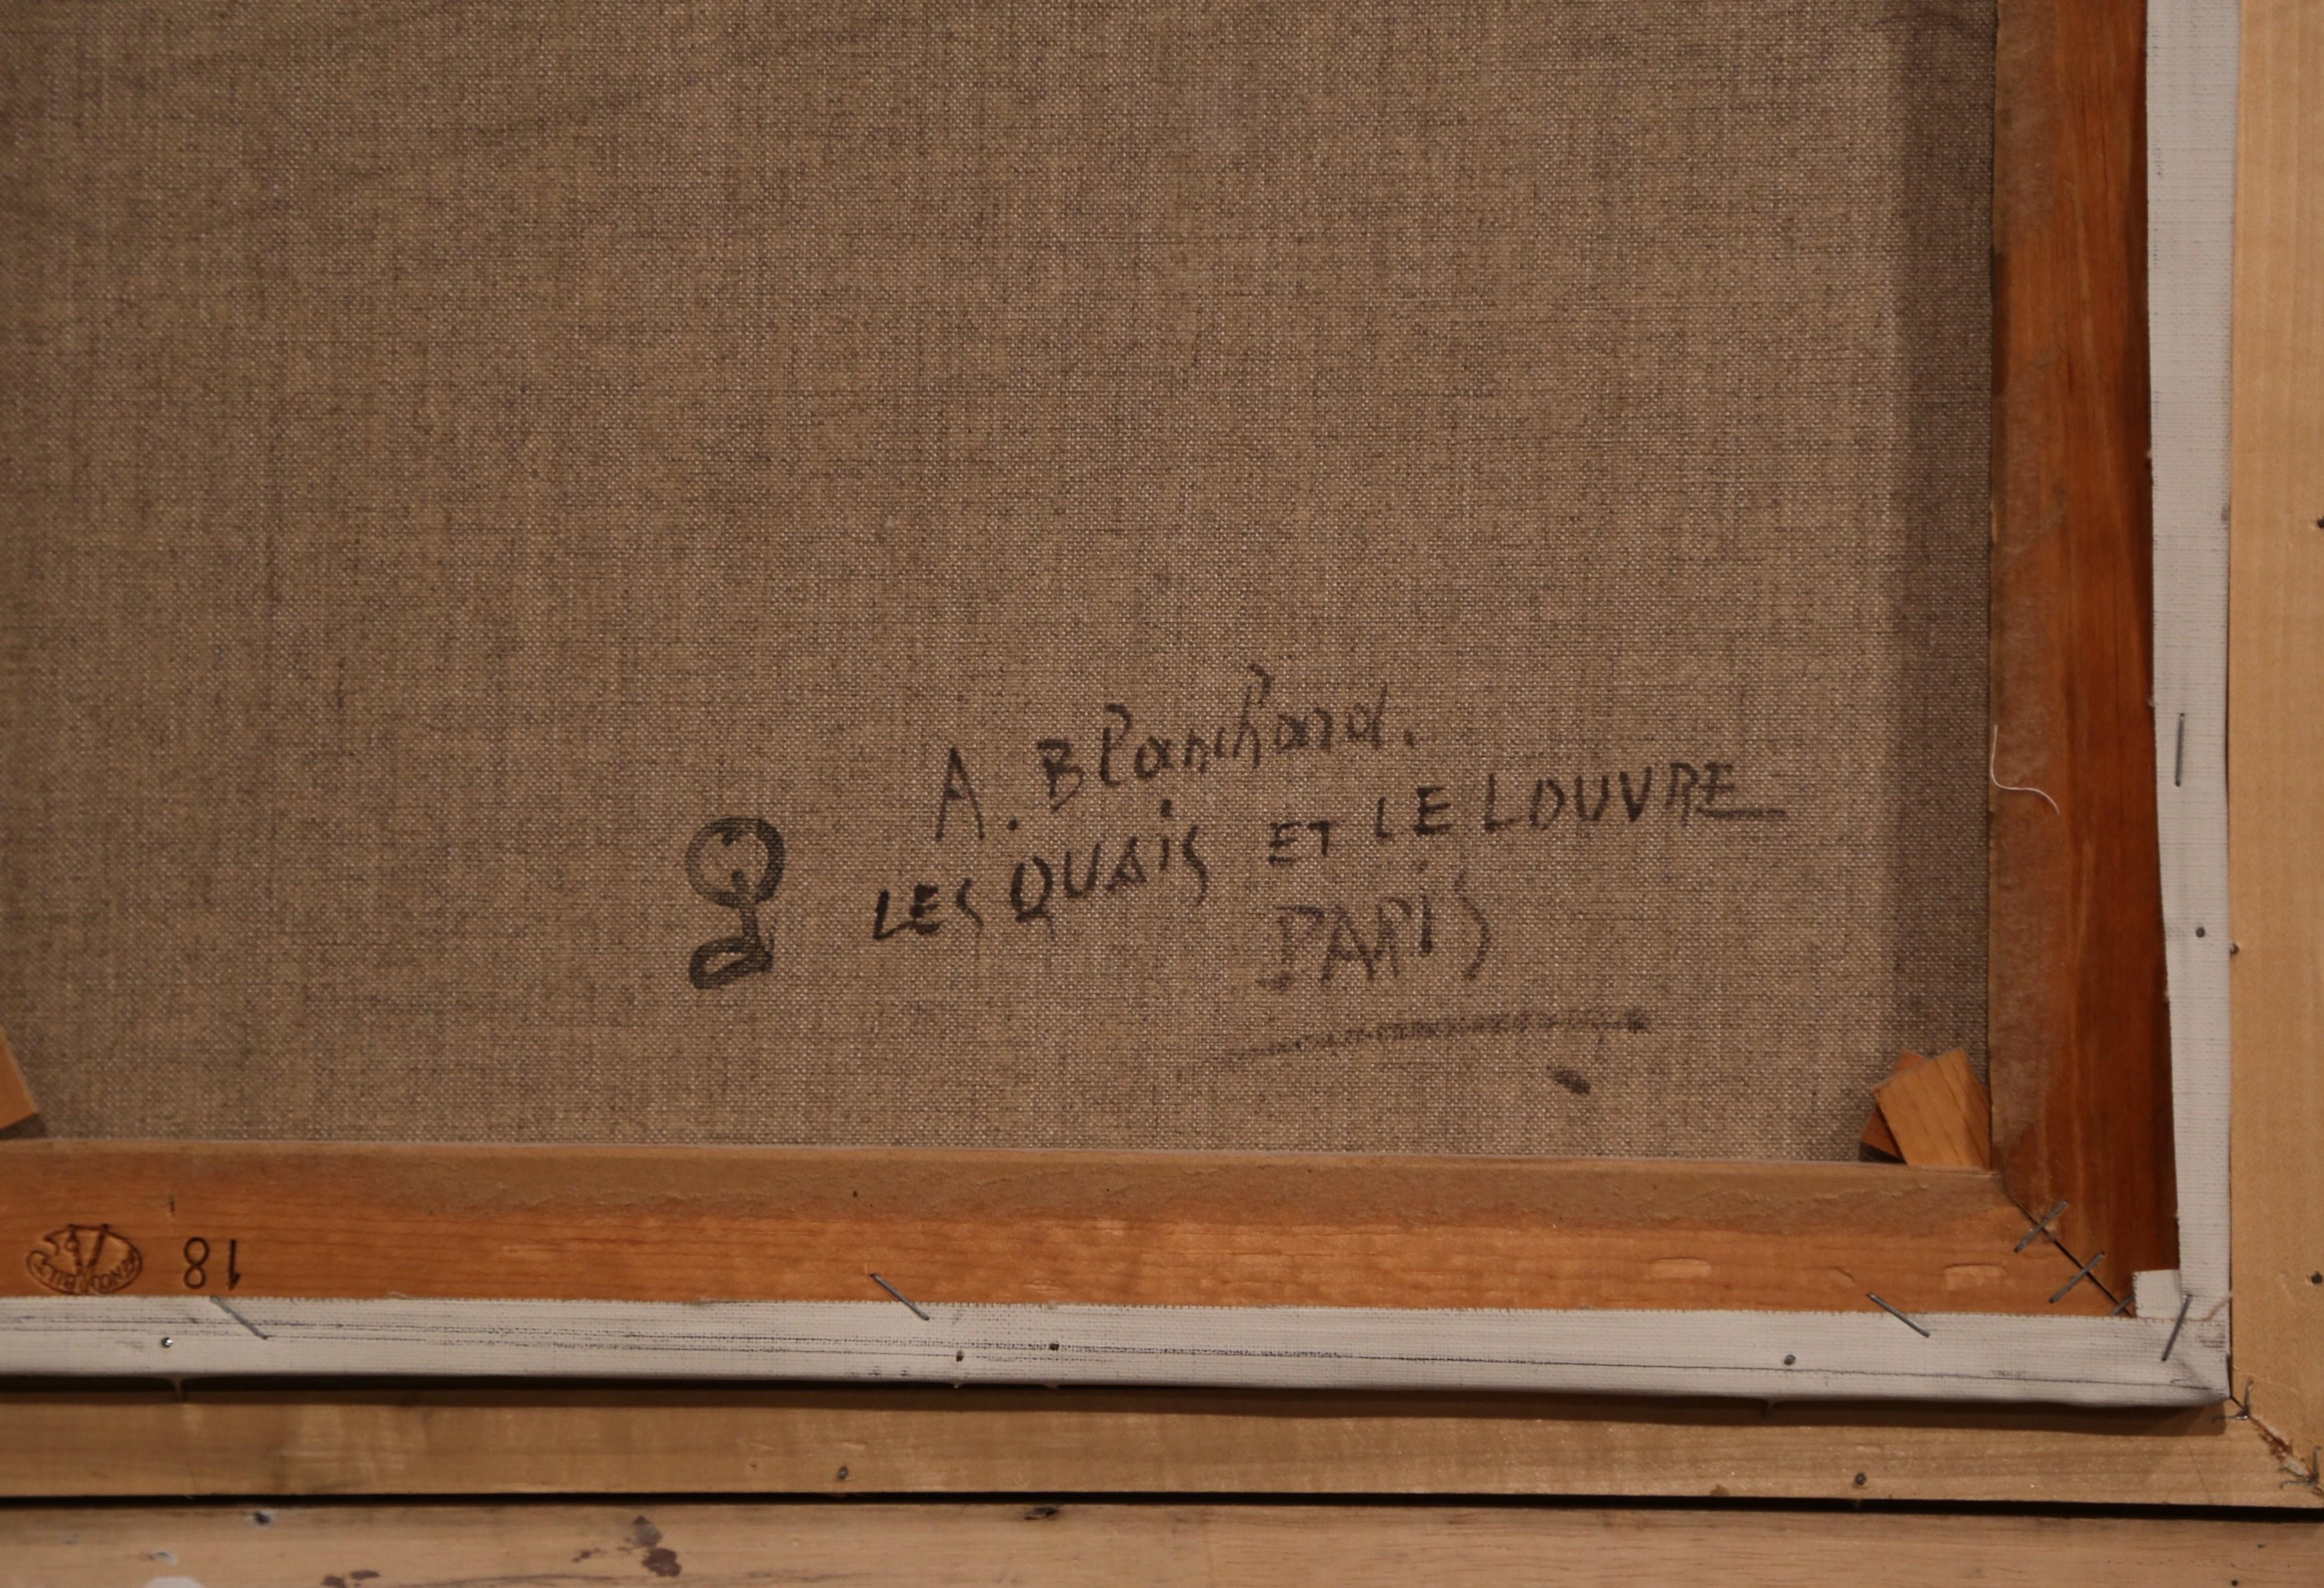 A. Blanchard.
LES QUAiS ET LE LOUVRE
PARiS
18